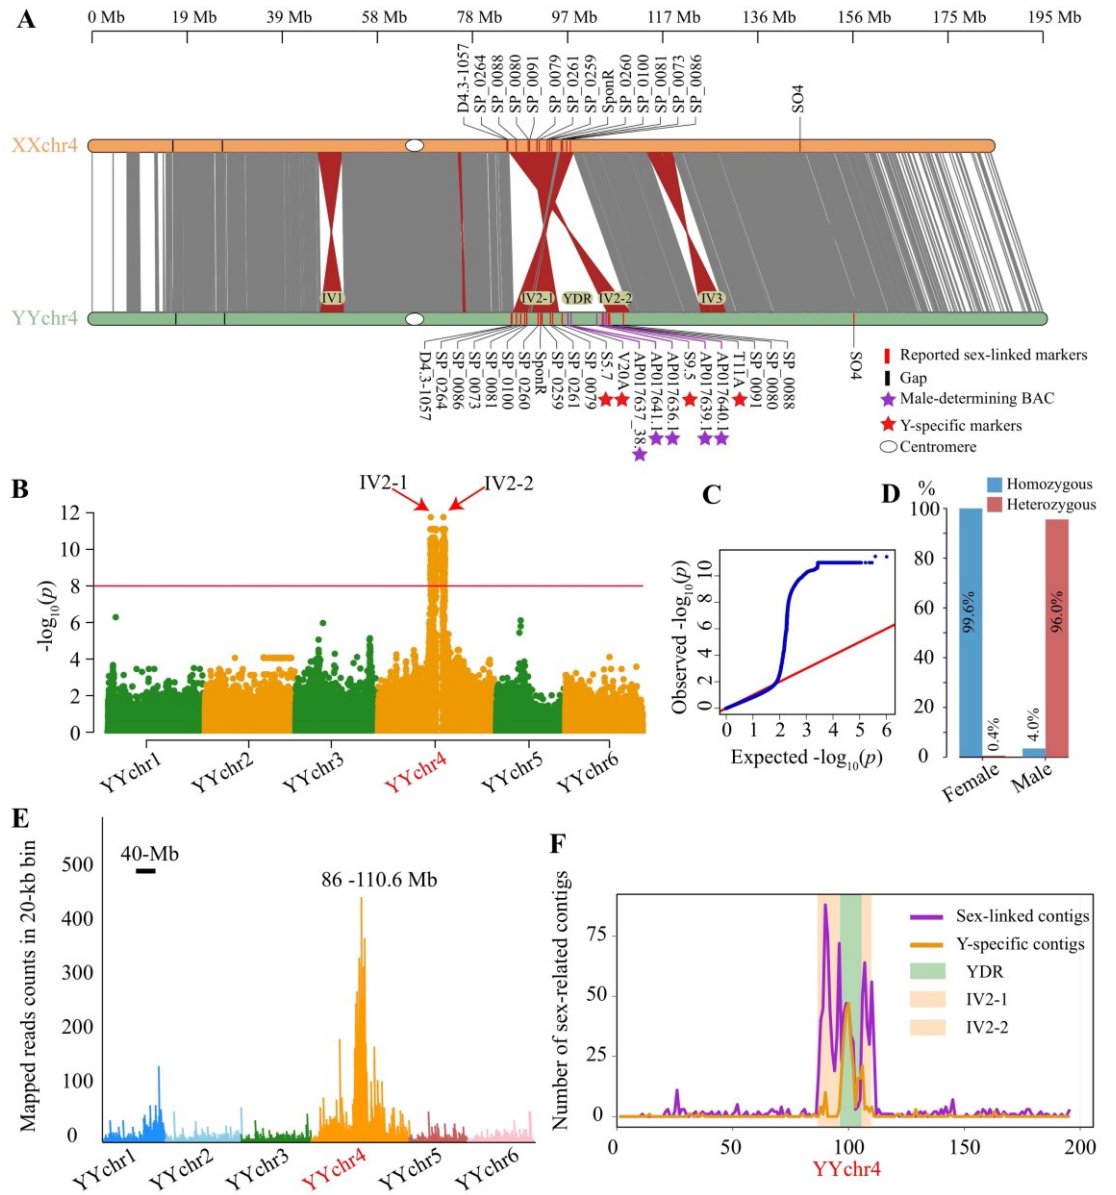 A
0 Mb 19 Mb 39 Mb 58 Mb 78 Mb 97 Mb 117 Mb 136 Mb 156 Mb 175 Mb 195 Mb
D4.3-1057
SP_0264
SP_0088
SP_0080
SP_0091
SP_0079
SP_0261
SP_0259
SponR
SP_0260
SP_0100
SP_0081
SP_0073
SP_0086
SO4
XXchr4
IV1 IV2-1 YDR IV2-2 IV3
YYchr4
D4.3-1057
SP_0264
SP_0086
SP_0073
SP_0081
SP_0100
SP_0260
SponR
SP_0259
SP_0261
SP_0079
S5.7
V20A
AP017637_38.1
AP017641.1
AP017636.1
S9.5
AP017639.1
AP017640.1
T11A
SP_0091
SP_0080
SP_0088
SO4
Reported sex-linked markers
Gap
Male-determining BAC
Y-specific markers
Centromere
B
IV2-1 IV2-2
12
10
8
6
4
2
0
-log10(p)
YYchr1 YYchr2 YYchr3 YYchr4 YYchr5 YYchr6
C
10
8
6
4
2
0
Observed -log10(p)
0 1 2 3 4 5 6
Expected -log10(p)
D
%
Homozygous
Heterozygous
100
80
60
40
20
0
99.6%
0.4%
4.0%
96.0%
Female Male
E
40-Mb
86 -110.6 Mb
500
400
300
200
100
0
Mapped reads counts in 20-kb bin
YYchr1 YYchr2 YYchr3 YYchr4 YYchr5 YYchr6
F
Number of sex-related contigs
75
50
25
0
Sex-linked contigs
Y-specific contigs
YDR
IV2-1
IV2-2
0 50 100 150 200
YYchr4